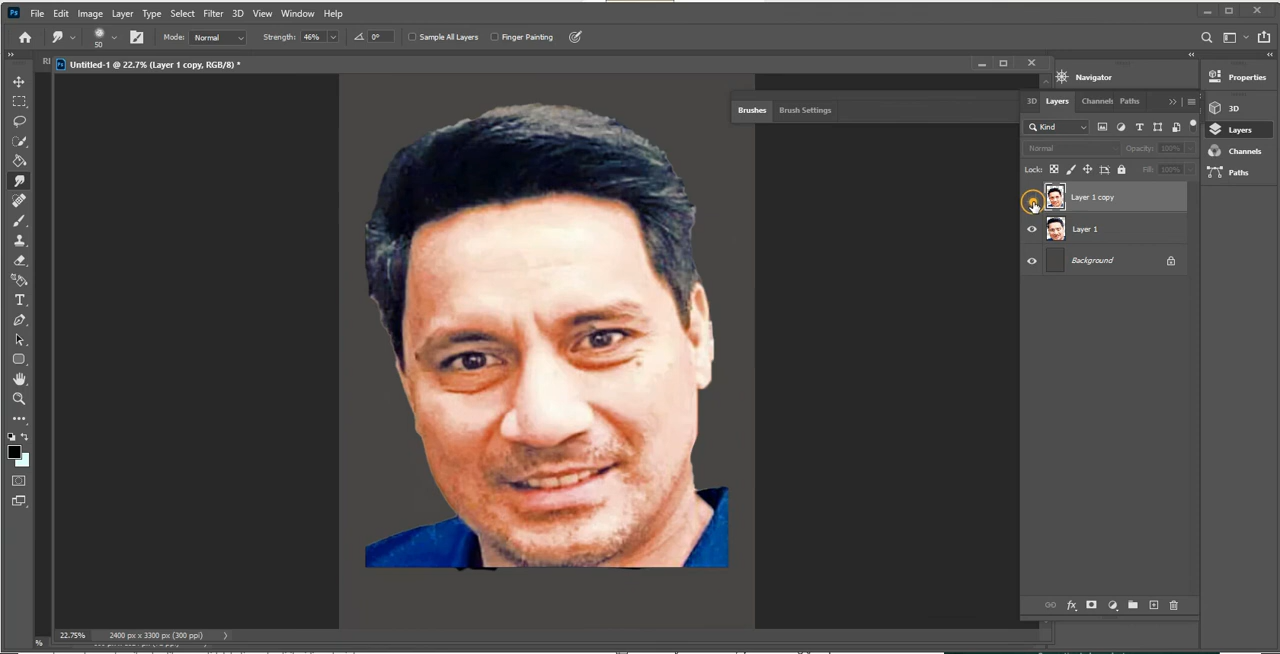 Ps File Edit Image Layer Type Select Filter 3D View Window Help
50 Mode: Normal Strength: 46% 0° Sample All Layers Finger Painting
Untitled-1 @ 22.7% (Layer 1 copy, RGB/8) *
Navigator
Properties
Brushes Brush Settings
3D Layers Channels Paths
3D
Layers
Channels
Paths
Kind
Normal Opacity: 100%
Lock: Fill: 100%
Layer 1 copy
Layer 1
Background
fx
22.75% 2400 px x 3300 px (300 ppi)
%